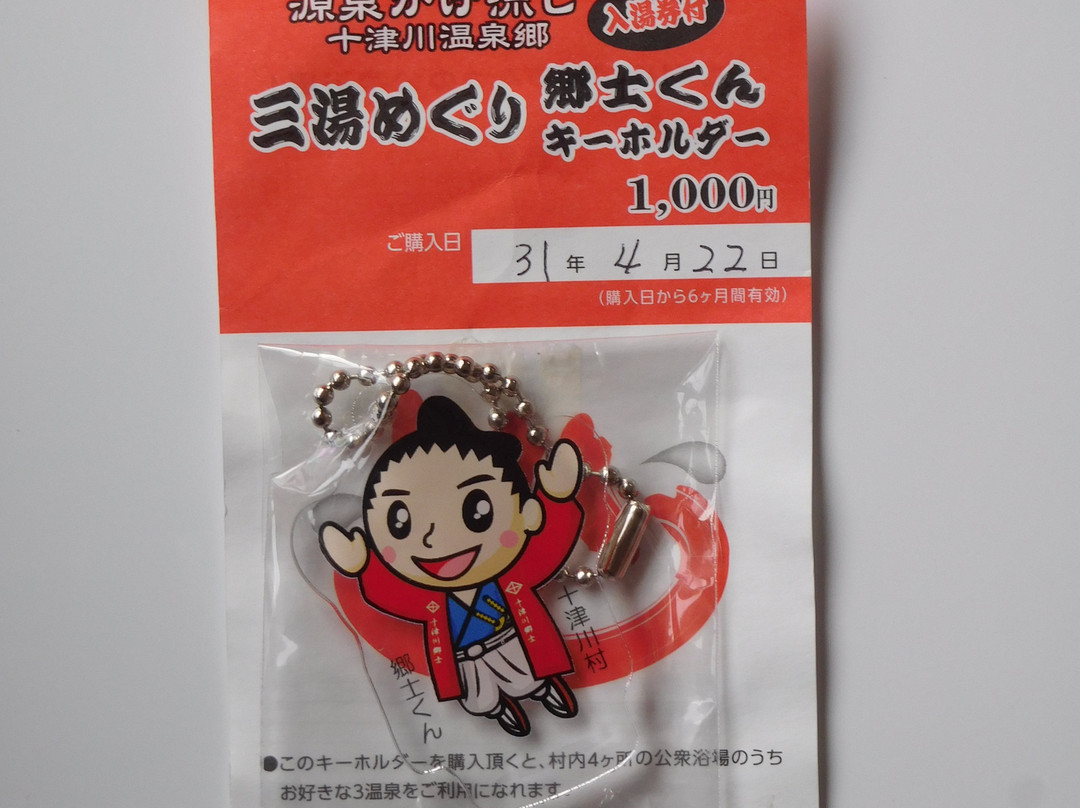 源泉かけ流し
十津川温泉郷
入湯券付
三湯めぐり
郷士くん
キーホルダー
1,000円
ご購入日
31年4月22日
(購入日から6ヶ月間有効)
十津川郷士
十津川郷士
十津川村
郷士くん
●このキーホルダーを購入頂くと、村内4ヶ所の公衆浴場のうち
お好きな3温泉をご利用になれます。